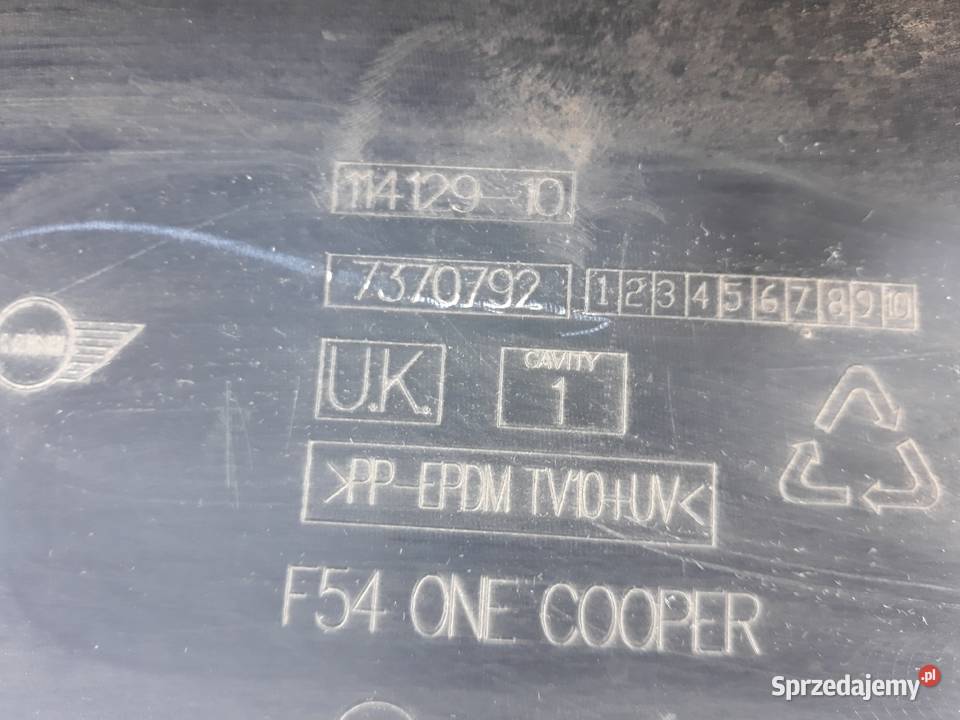 114129-10
7370792 1 2 3 4 5 6 7 8 9 10
MINI
U.K.
CAVITY
1
>PP-EPDM TV10+UV<
F54 ONE COOPER
Sprzedajemy.pl